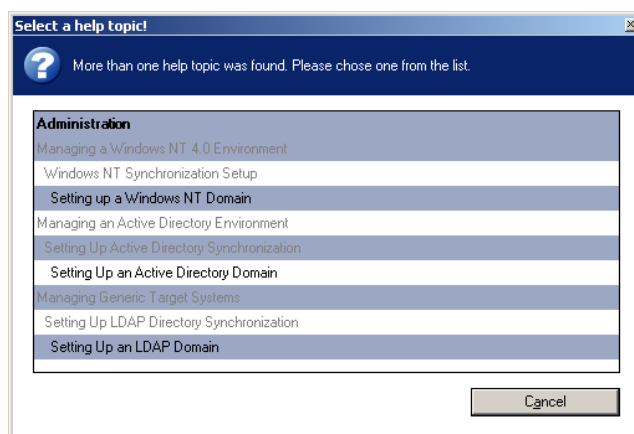 Select a help topic!
More than one help topic was found. Please chose one from the list.
Administration
Managing a Windows NT 4.0 Environment
Windows NT Synchronization Setup
Setting up a Windows NT Domain
Managing an Active Directory Environment
Setting Up Active Directory Synchronization
Setting Up an Active Directory Domain
Managing Generic Target Systems
Setting Up LDAP Directory Synchronization
Setting Up an LDAP Domain
Cancel